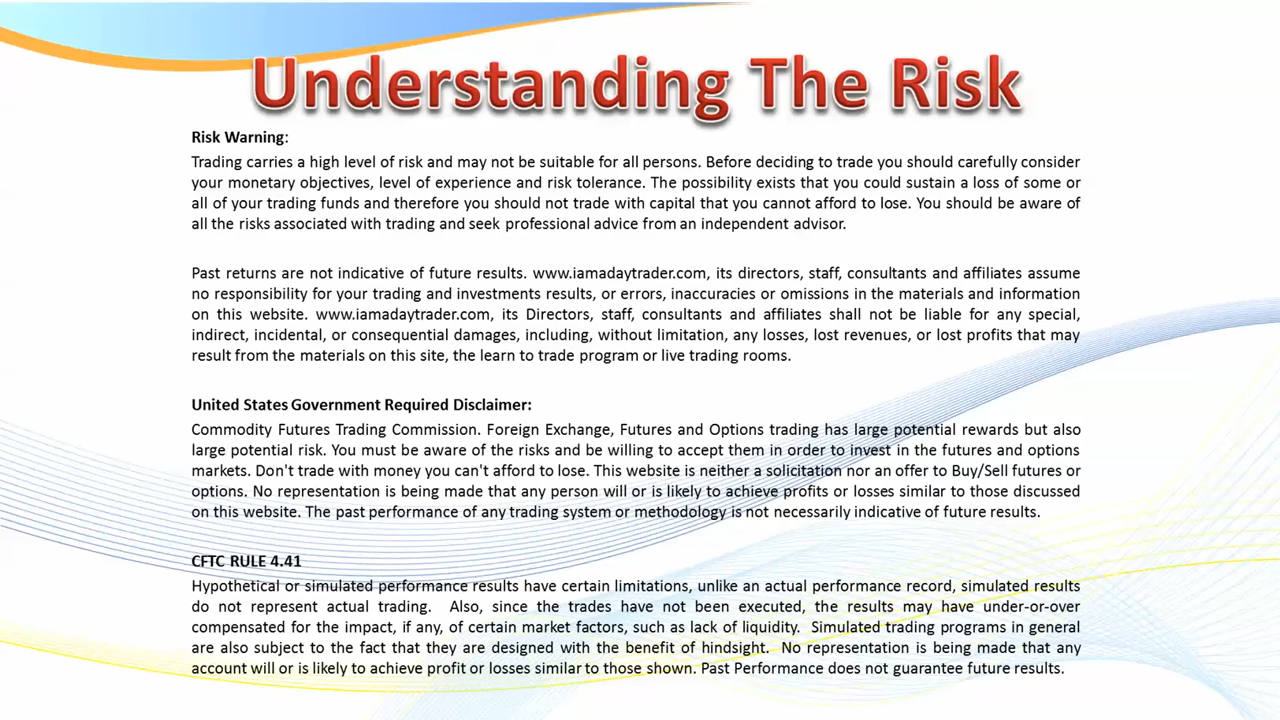 Understanding The Risk
Risk Warning:
Trading carries a high level of risk and may not be suitable for all persons. Before deciding to trade you should carefully consider
your monetary objectives, level of experience and risk tolerance. The possibility exists that you could sustain a loss of some or
all of your trading funds and therefore you should not trade with capital that you cannot afford to lose. You should be aware of
all the risks associated with trading and seek professional advice from an independent advisor.
Past returns are not indicative of future results. www.iamadaytrader.com, its directors, staff, consultants and affiliates assume
no responsibility for your trading and investments results, or errors, inaccuracies or omissions in the materials and information
on this website. www.iamadaytrader.com, its Directors, staff, consultants and affiliates shall not be liable for any special,
indirect, incidental, or consequential damages, including, without limitation, any losses, lost revenues, or lost profits that may
result from the materials on this site, the learn to trade program or live trading rooms.
United States Government Required Disclaimer:
Commodity Futures Trading Commission. Foreign Exchange, Futures and Options trading has large potential rewards but also
large potential risk. You must be aware of the risks and be willing to accept them in order to invest in the futures and options
markets. Don't trade with money you can't afford to lose. This website is neither a solicitation nor an offer to Buy/Sell futures or
options. No representation is being made that any person will or is likely to achieve profits or losses similar to those discussed
on this website. The past performance of any trading system or methodology is not necessarily indicative of future results.
CFTC RULE 4.41
Hypothetical or simulated performance results have certain limitations, unlike an actual performance record, simulated results
do not represent actual trading. Also, since the trades have not been executed, the results may have under-or-over
compensated for the impact, if any, of certain market factors, such as lack of liquidity. Simulated trading programs in general
are also subject to the fact that they are designed with the benefit of hindsight. No representation is being made that any
account will or is likely to achieve profit or losses similar to those shown. Past Performance does not guarantee future results.